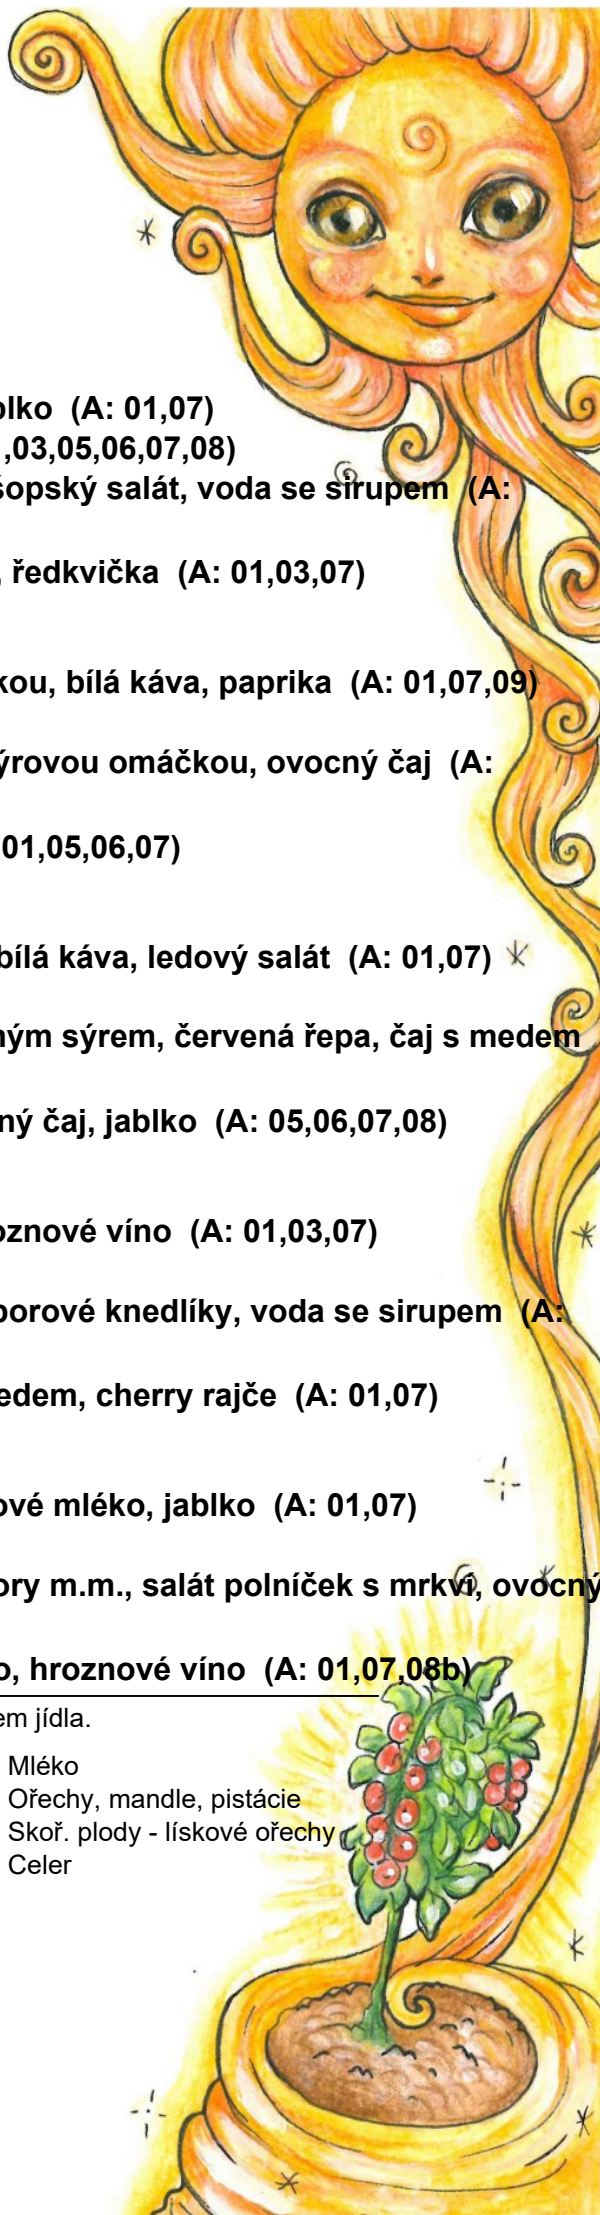 blko (A: 01,07)
,03,05,06,07,08)
šopský salát, voda se sirupem (A:
, ředkvička (A: 01,03,07)
kou, bílá káva, paprika (A: 01,07,09)
ýrovou omáčkou, ovocný čaj (A:
01,05,06,07)
bílá káva, ledový salát (A: 01,07)
ným sýrem, červená řepa, čaj s medem
ný čaj, jablko (A: 05,06,07,08)
oznové víno (A: 01,03,07)
borové knedlíky, voda se sirupem (A:
edem, cherry rajče (A: 01,07)
ové mléko, jablko (A: 01,07)
ory m.m., salát polníček s mrkví, ovocný
o, hroznové víno (A: 01,07,08b)
em jídla.
Mléko
Ořechy, mandle, pistácie
Skoř. plody - lískové ořechy
Celer